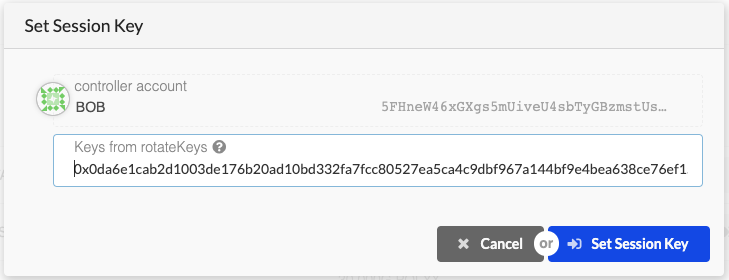 Set Session Key
controller account
BOB 5FHneW46xGXgs5mUiveU4sbTyGBzmstUs…
Keys from rotateKeys ?
0x0da6e1cab2d1003de176b20ad10bd332fa7fcc80527ea5ca4c9dbf967a144bf9e4bea638ce76ef1
Cancel or Set Session Key